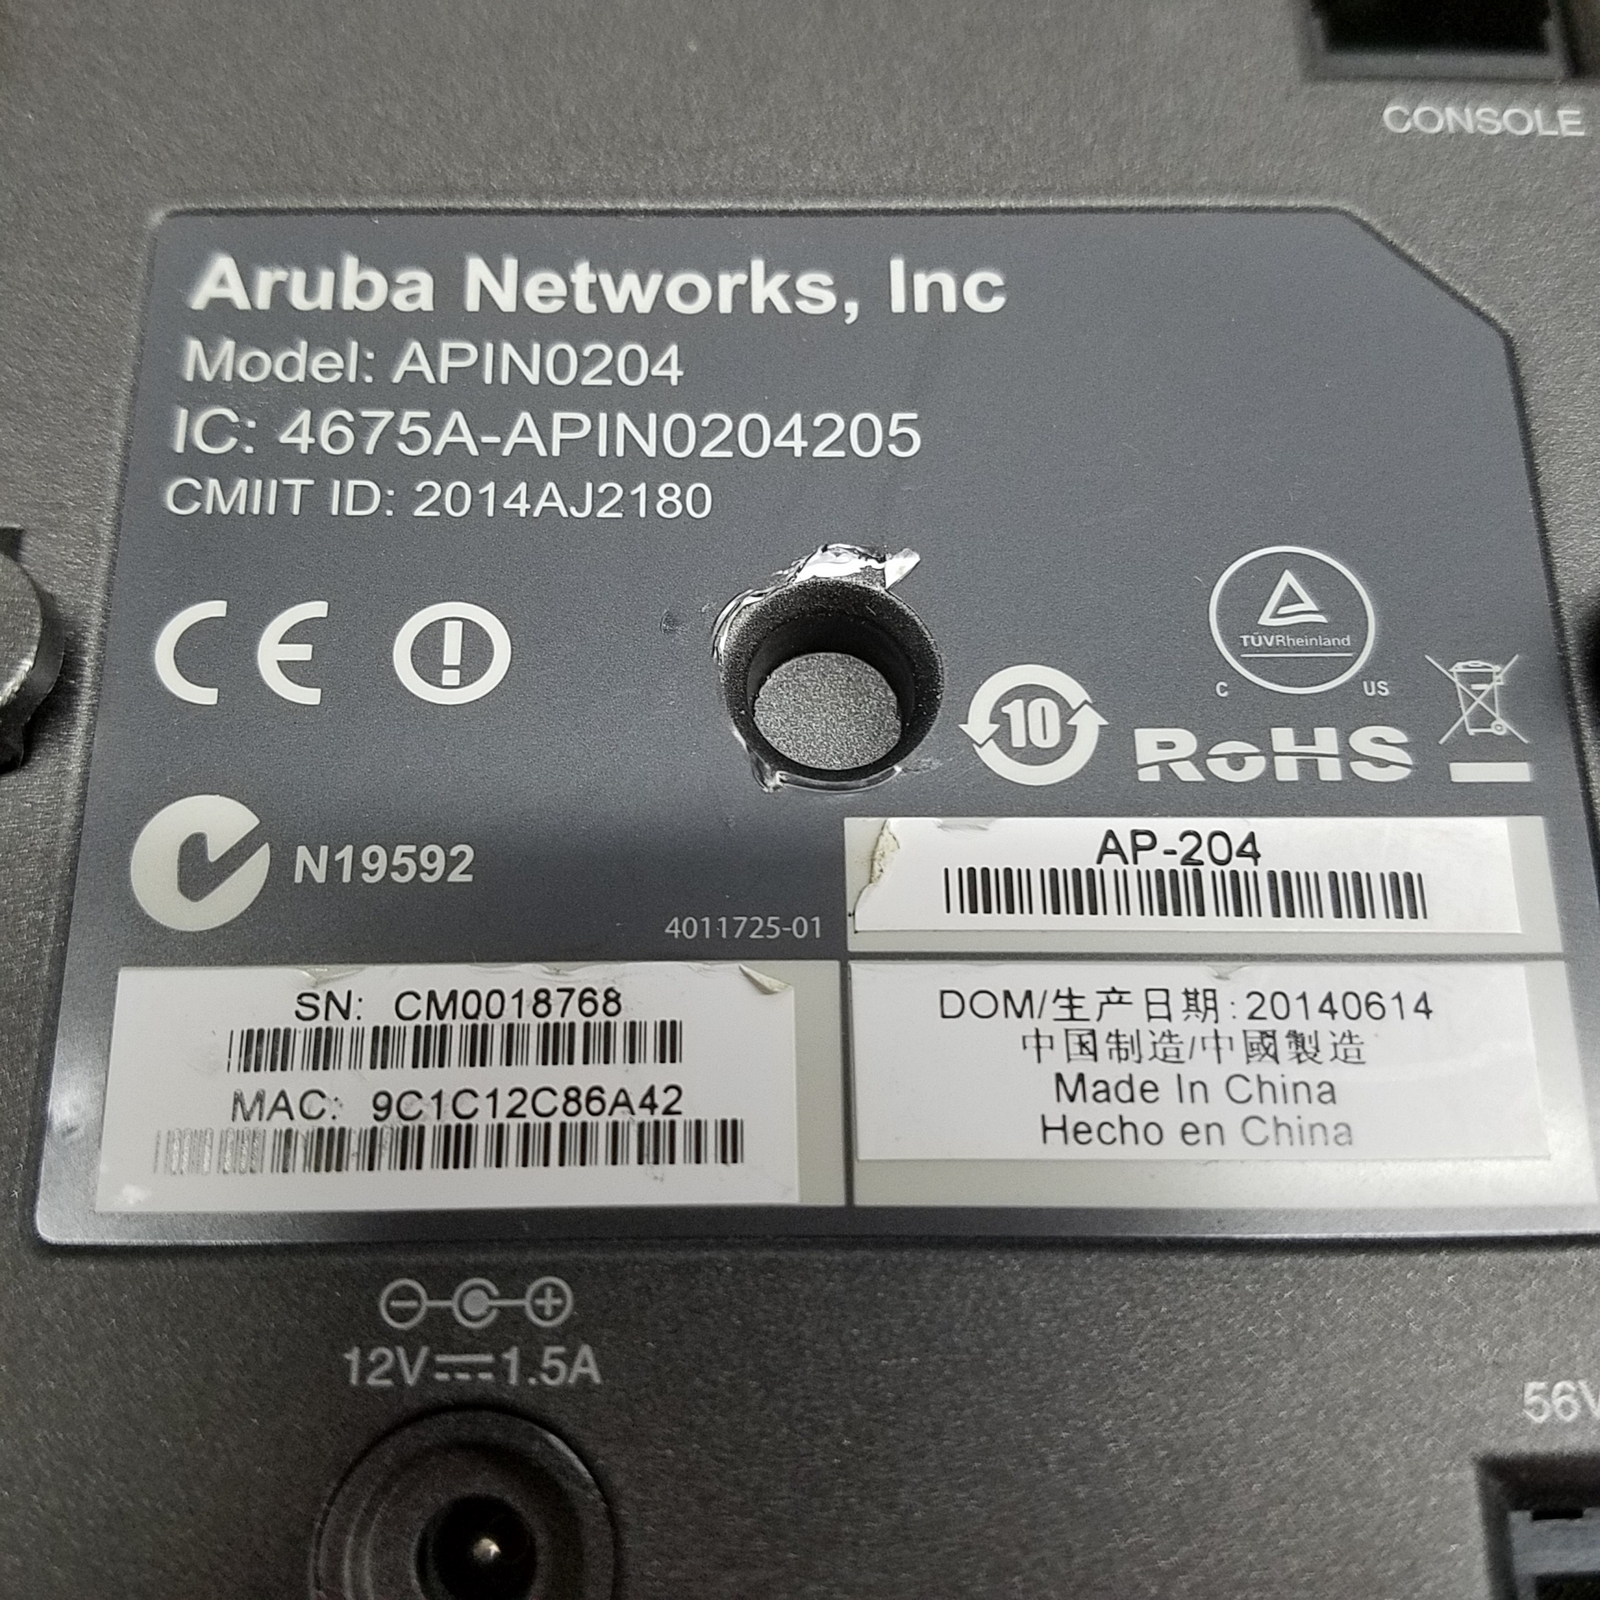 CONSOLE
Aruba Networks, Inc
Model: APIN0204
IC: 4675A-APIN0204205
CMIIT ID: 2014AJ2180
CE
TÜVRheinland
C US
10
RoHS
N19592
4011725-01
AP-204
SN: CM0018768
MAC: 9C1C12C86A42
DOM/生产日期:20140614
中国制造/中國製造
Made In China
Hecho en China
12V⎓1.5A
56V